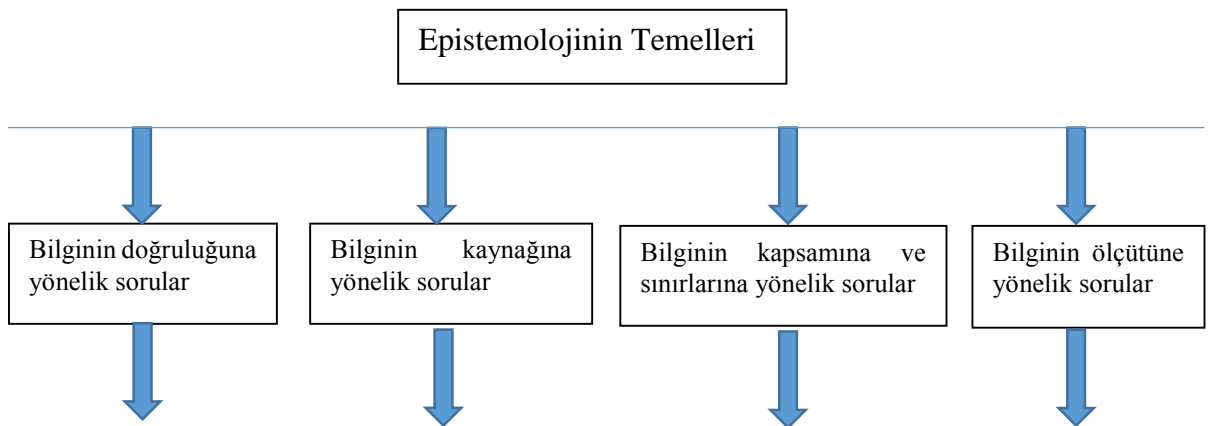 Epistemolojinin Temelleri
Bilginin doğruluğuna
yönelik sorular
Bilginin kaynağına
yönelik sorular
Bilginin kapsamına ve
sınırlarına yönelik sorular
Bilginin ölçütüne
yönelik sorular